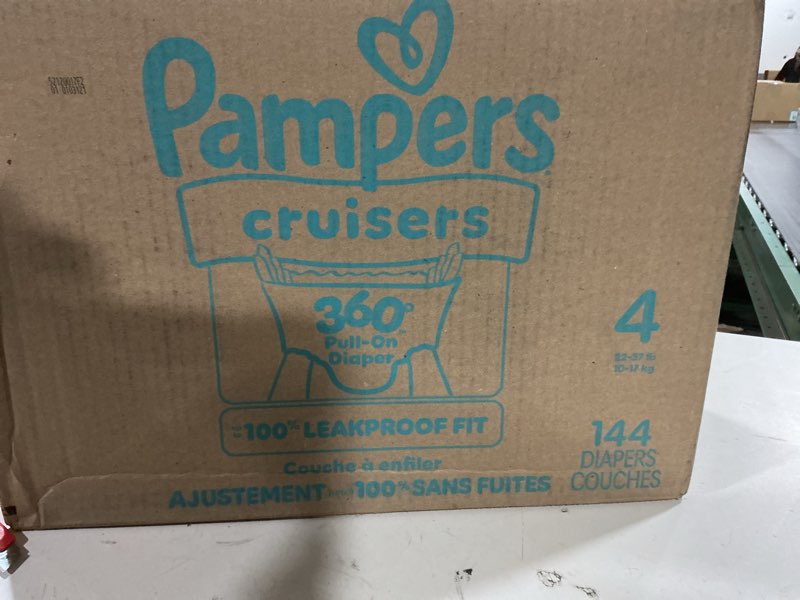 Pampers
cruisers
360°
Pull-On
Diaper
4
22-37 lb
10-17 kg
100% LEAKPROOF FIT
144
DIAPERS
COUCHES
Couche à enfiler
AJUSTEMENT 100% SANS FUITES